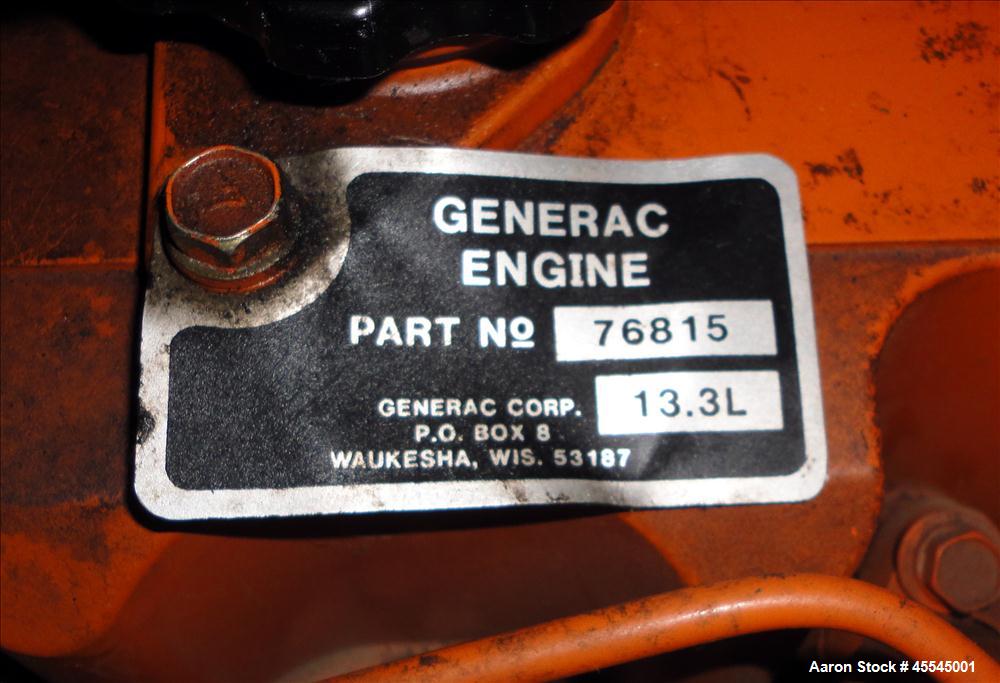 GENERAC
ENGINE
PART Nº 76815
13.3L
GENERAC CORP.
P.O. BOX 8
WAUKESHA, WIS. 53187
Aaron Stock # 45545001